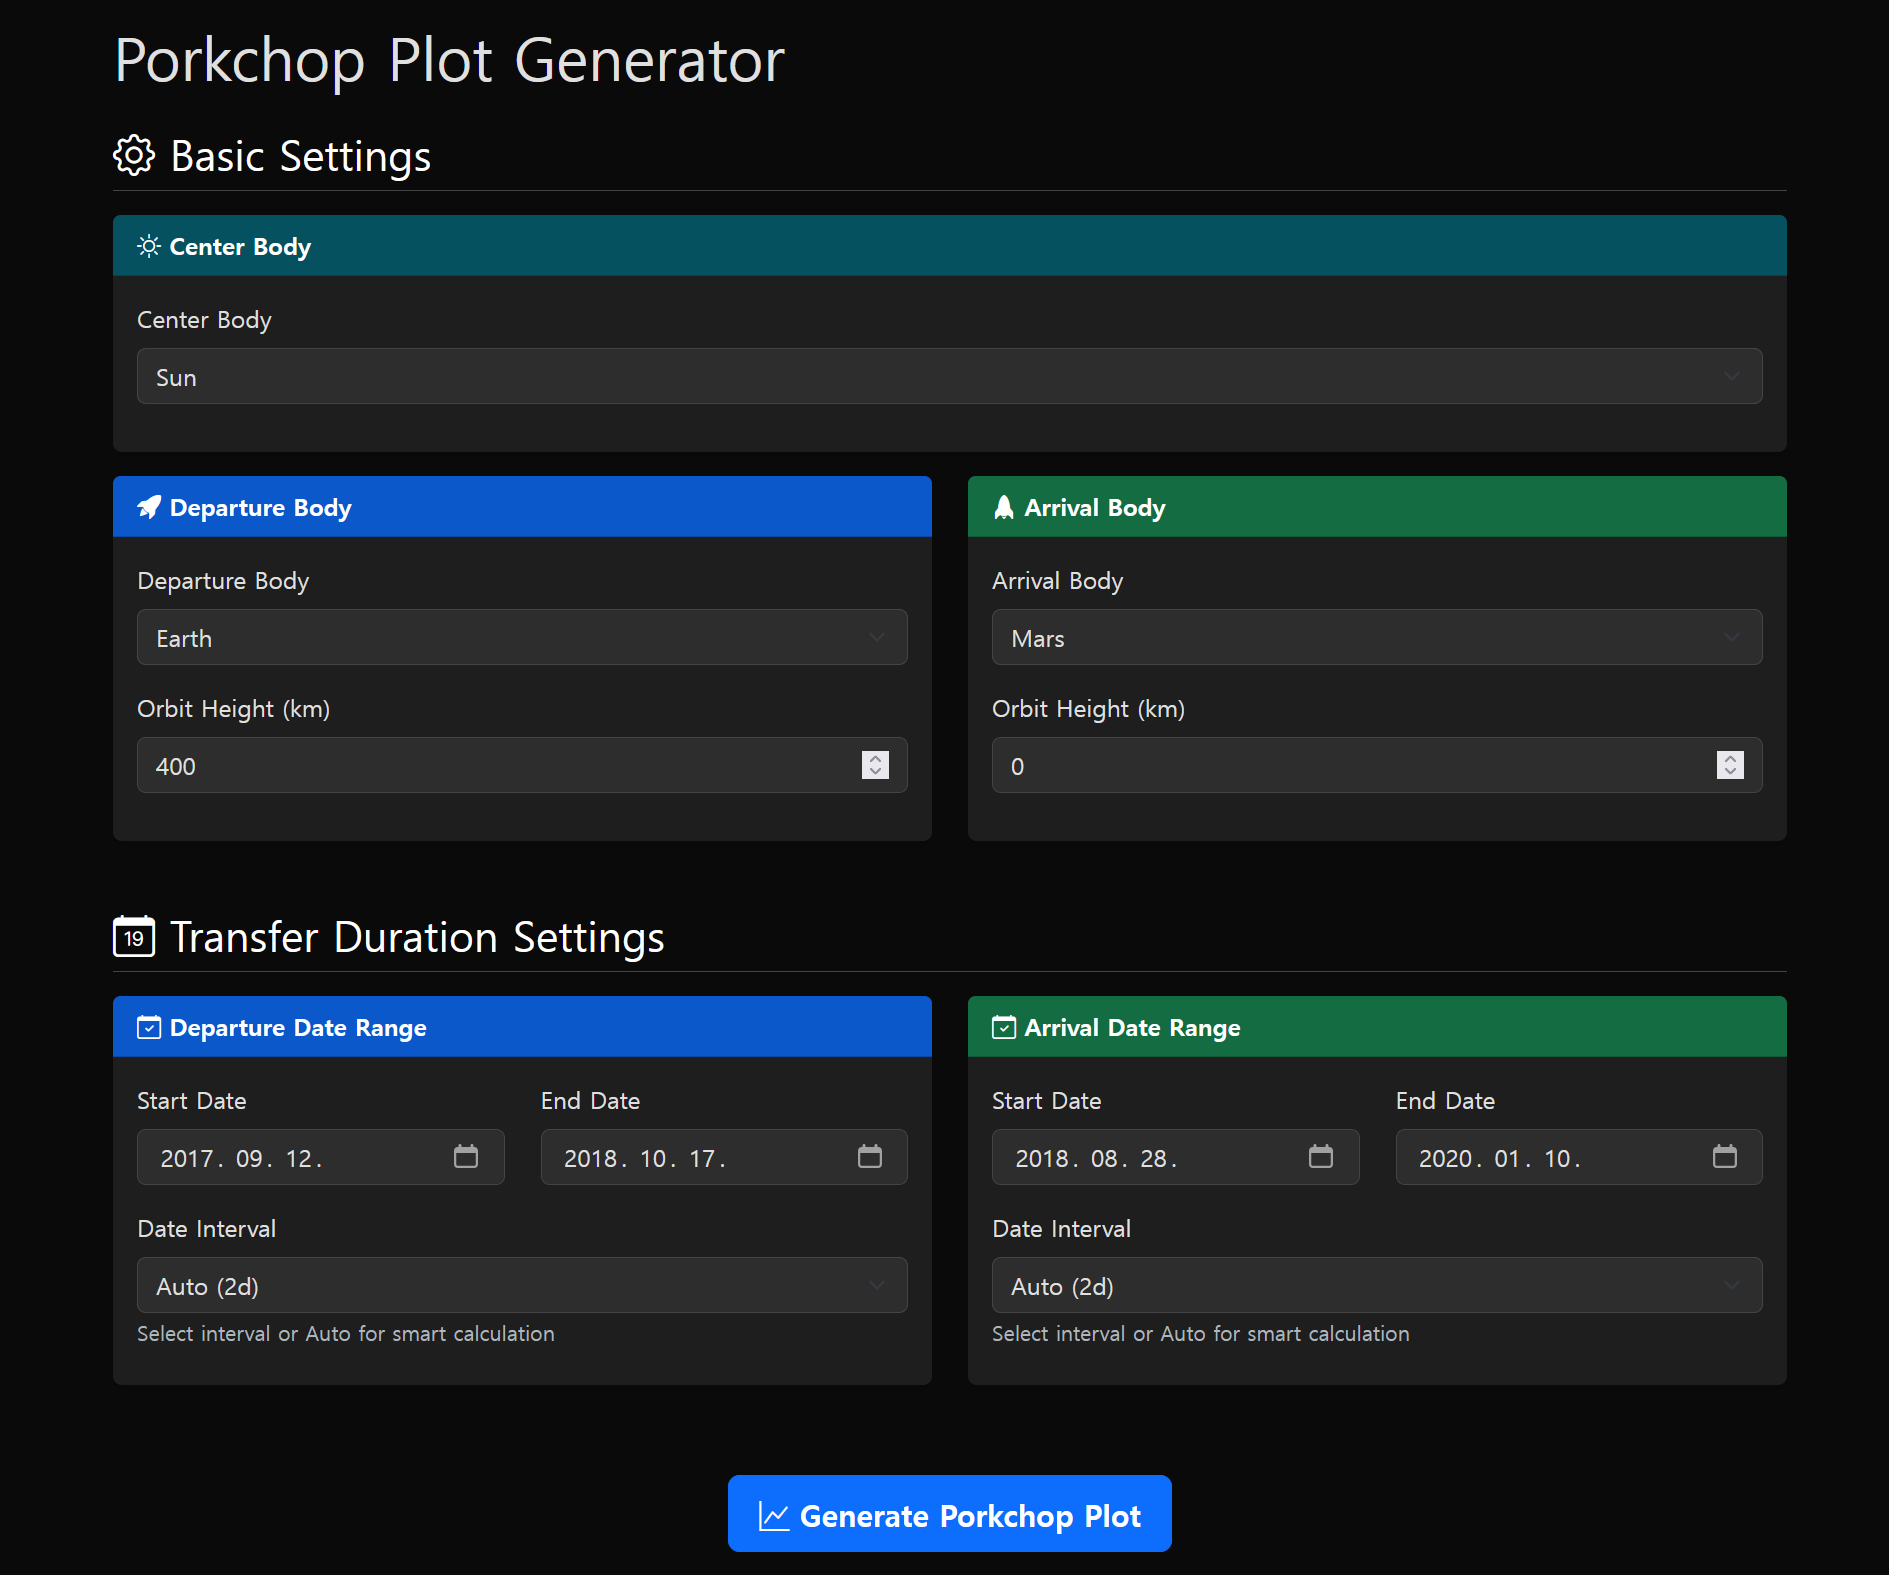 Porkchop Plot Generator
Basic Settings
Center Body
Center Body
Sun
Departure Body
Departure Body
Earth
Orbit Height (km)
400
Arrival Body
Arrival Body
Mars
Orbit Height (km)
0
19 Transfer Duration Settings
Departure Date Range
Start Date
2017. 09. 12.
End Date
2018. 10. 17.
Date Interval
Auto (2d)
Select interval or Auto for smart calculation
Arrival Date Range
Start Date
2018. 08. 28.
End Date
2020. 01. 10.
Date Interval
Auto (2d)
Select interval or Auto for smart calculation
Generate Porkchop Plot